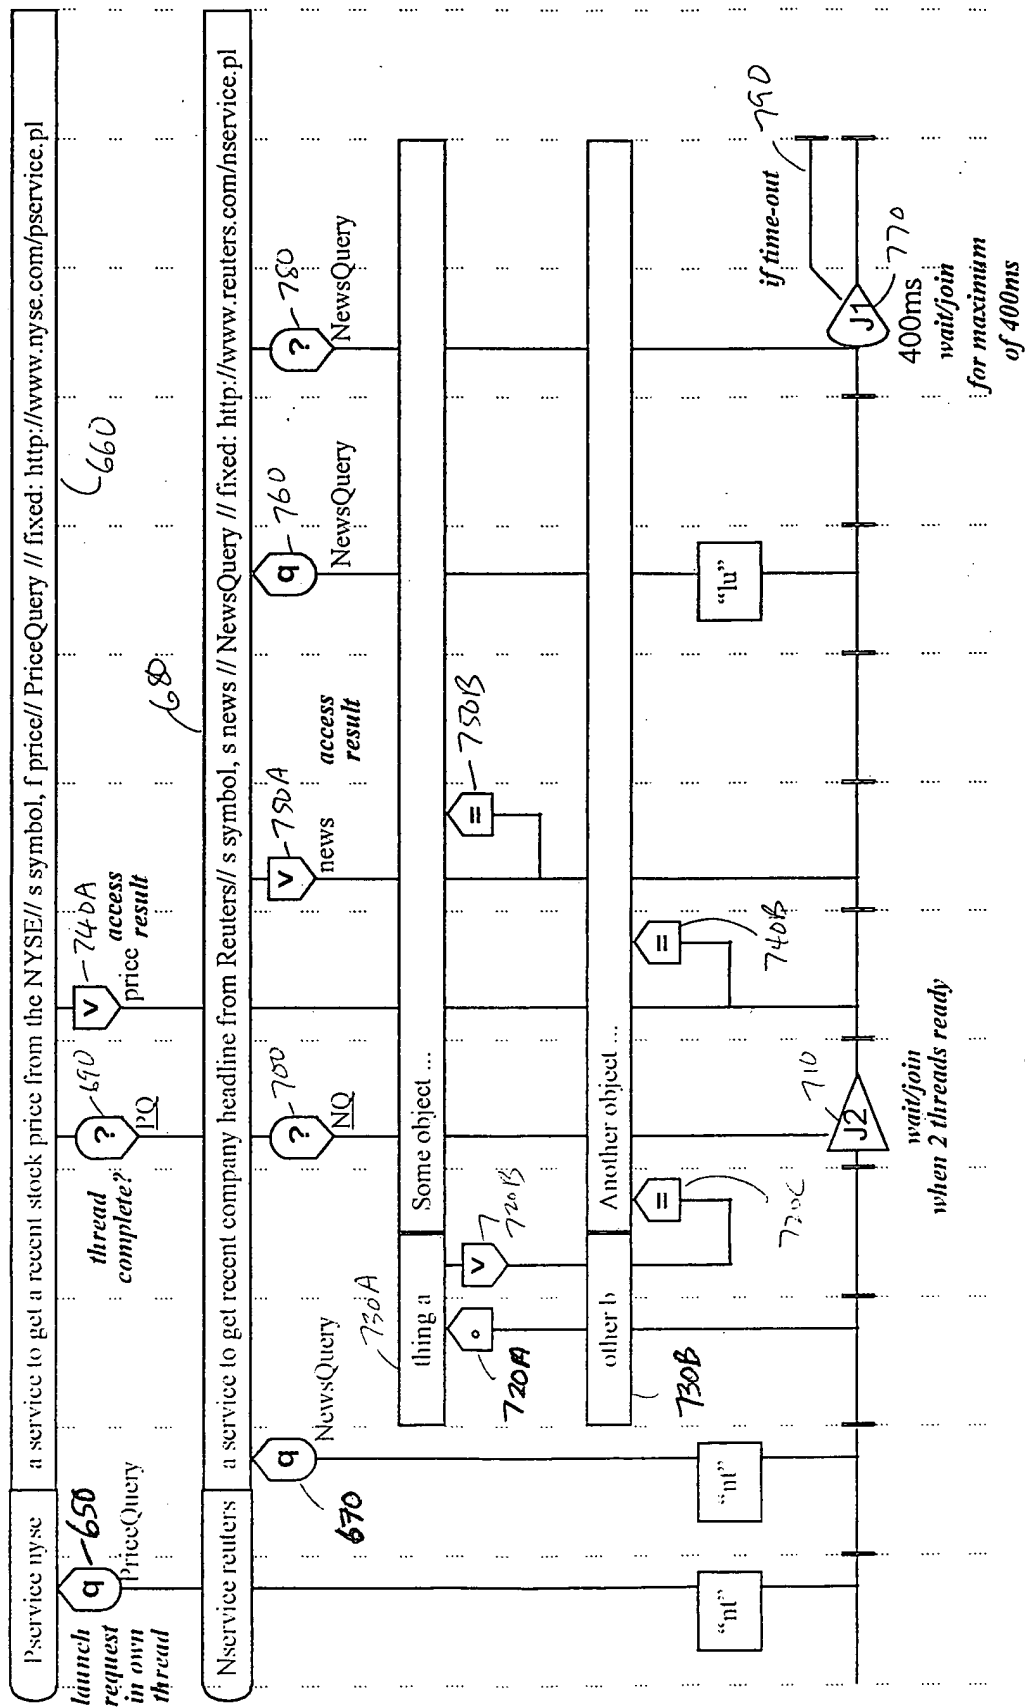 Pservice nyse a service to get a recent stock price from the NYSE// s symbol, f price// PriceQuery // fixed: http://www.nyse.com/pservice.pl
launch
request
in own
thread
q
650
PriceQuery
thread
complete?
?
690
PQ
v
740A
price
access
result
660
680
Nservice reuters a service to get recent company headline from Reuters// s symbol, s news // NewsQuery // fixed: http://www.reuters.com/nservice.pl
q
670
NewsQuery
?
700
NQ
v
750A
news
access
result
q
760
NewsQuery
?
780
NewsQuery
730A
thing a
Some object ...
°
720A
v
720B
=
750B
other b
Another object ...
730B
=
720C
=
740B
"nt"
"nt"
"lu"
J2
710
wait/join
when 2 threads ready
J1
770
400ms
wait/join
for maximum
of 400ms
if time-out
790